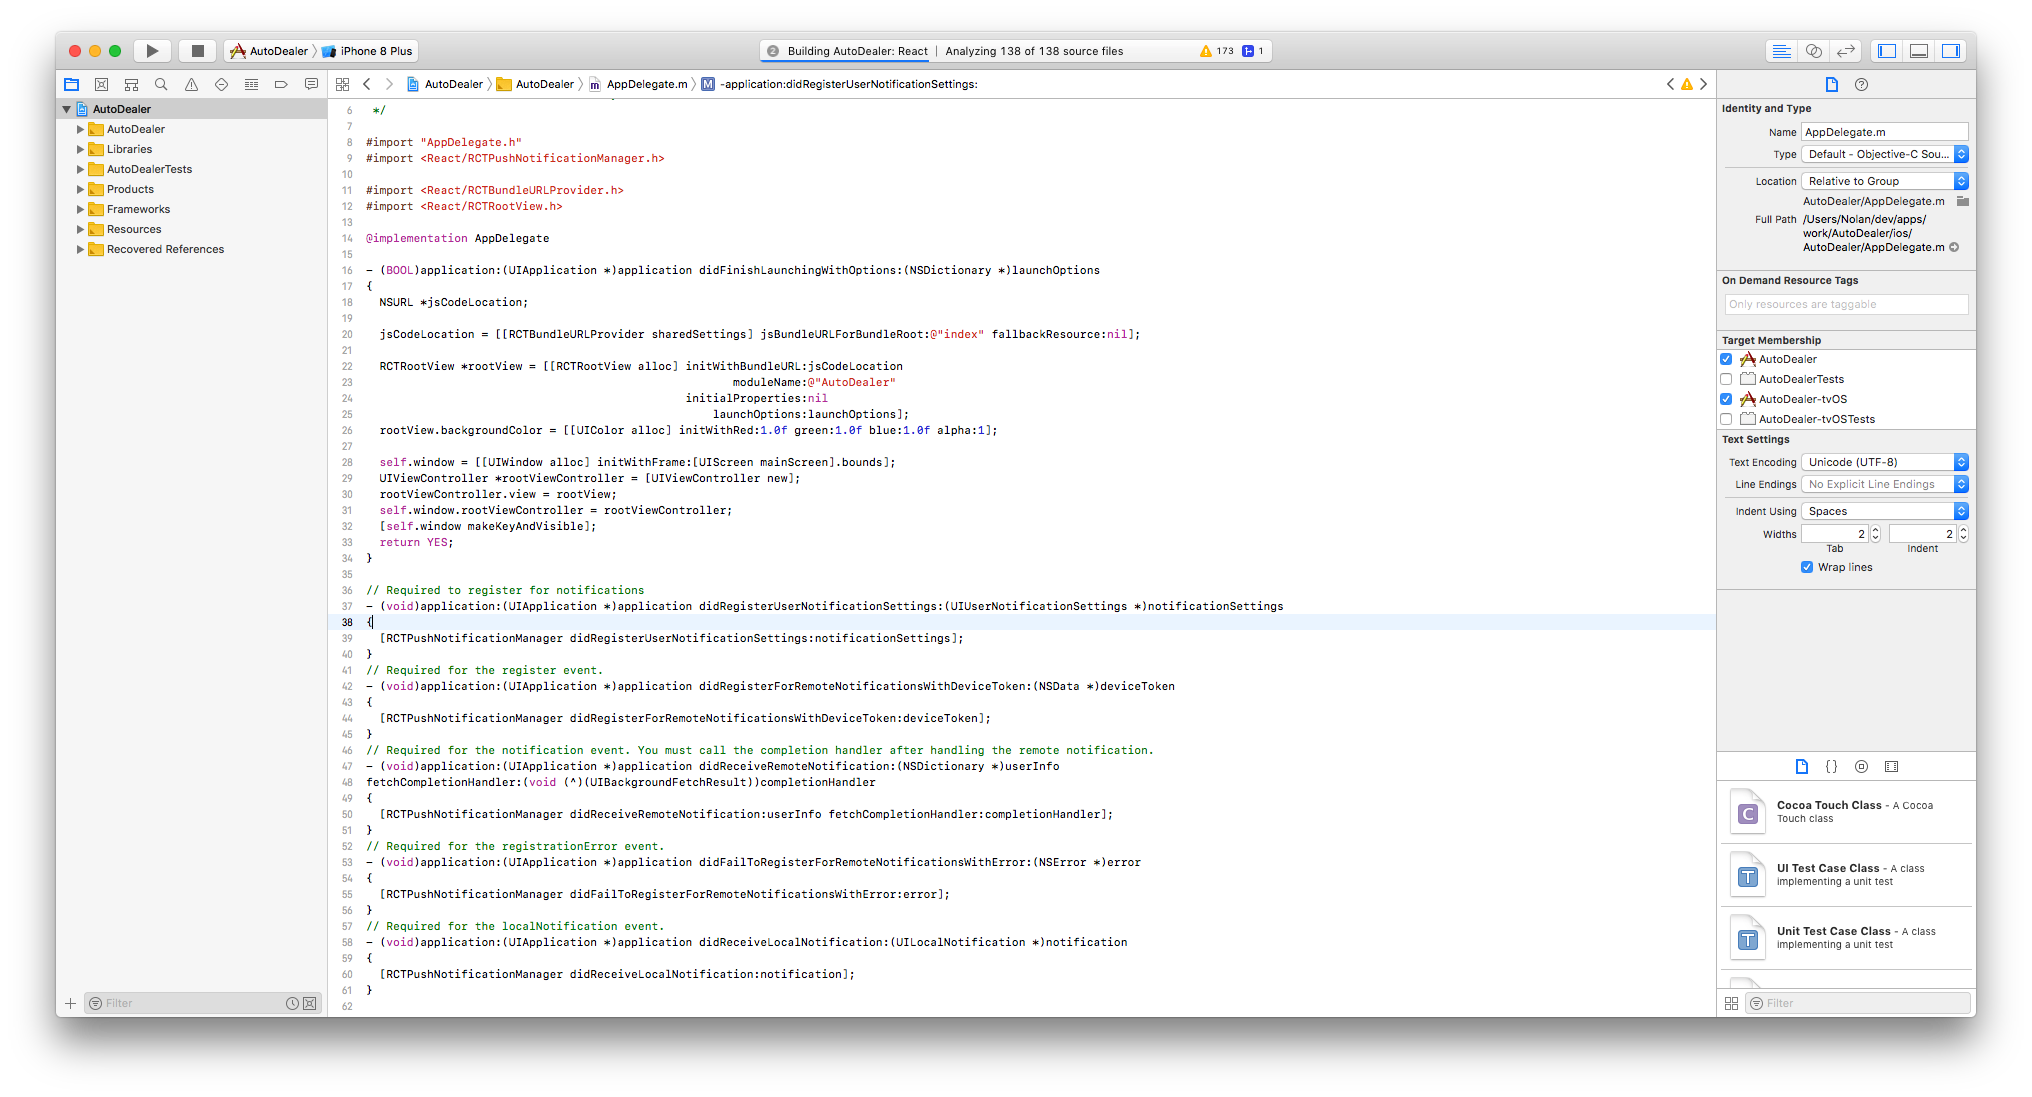 AutoDealer
iPhone 8 Plus
2 Building AutoDealer: React | Analyzing 138 of 138 source files
173
1
AutoDealer
AutoDealer
Libraries
AutoDealerTests
Products
Frameworks
Resources
Recovered References
Filter
AutoDealer AutoDealer m AppDelegate.m M -application:didRegisterUserNotificationSettings:
6 */
7
8 #import "AppDelegate.h"
9 #import <React/RCTPushNotificationManager.h>
10
11 #import <React/RCTBundleURLProvider.h>
12 #import <React/RCTRootView.h>
13
14 @implementation AppDelegate
15
16 - (BOOL)application:(UIApplication *)application didFinishLaunchingWithOptions:(NSDictionary *)launchOptions
17 {
18 NSURL *jsCodeLocation;
19
20 jsCodeLocation = [[RCTBundleURLProvider sharedSettings] jsBundleURLForBundleRoot:@"index" fallbackResource:nil];
21
22 RCTRootView *rootView = [[RCTRootView alloc] initWithBundleURL:jsCodeLocation
23 moduleName:@"AutoDealer"
24 initialProperties:nil
25 launchOptions:launchOptions];
26 rootView.backgroundColor = [[UIColor alloc] initWithRed:1.0f green:1.0f blue:1.0f alpha:1];
27
28 self.window = [[UIWindow alloc] initWithFrame:[UIScreen mainScreen].bounds];
29 UIViewController *rootViewController = [UIViewController new];
30 rootViewController.view = rootView;
31 self.window.rootViewController = rootViewController;
32 [self.window makeKeyAndVisible];
33 return YES;
34 }
35
36 // Required to register for notifications
37 - (void)application:(UIApplication *)application didRegisterUserNotificationSettings:(UIUserNotificationSettings *)notificationSettings
38 {
39 [RCTPushNotificationManager didRegisterUserNotificationSettings:notificationSettings];
40 }
41 // Required for the register event.
42 - (void)application:(UIApplication *)application didRegisterForRemoteNotificationsWithDeviceToken:(NSData *)deviceToken
43 {
44 [RCTPushNotificationManager didRegisterForRemoteNotificationsWithDeviceToken:deviceToken];
45 }
46 // Required for the notification event. You must call the completion handler after handling the remote notification.
47 - (void)application:(UIApplication *)application didReceiveRemoteNotification:(NSDictionary *)userInfo
48 fetchCompletionHandler:(void (^)(UIBackgroundFetchResult))completionHandler
49 {
50 [RCTPushNotificationManager didReceiveRemoteNotification:userInfo fetchCompletionHandler:completionHandler];
51 }
52 // Required for the registrationError event.
53 - (void)application:(UIApplication *)application didFailToRegisterForRemoteNotificationsWithError:(NSError *)error
54 {
55 [RCTPushNotificationManager didFailToRegisterForRemoteNotificationsWithError:error];
56 }
57 // Required for the localNotification event.
58 - (void)application:(UIApplication *)application didReceiveLocalNotification:(UILocalNotification *)notification
59 {
60 [RCTPushNotificationManager didReceiveLocalNotification:notification];
61 }
62
Identity and Type
Name AppDelegate.m
Type Default - Objective-C Sou...
Location Relative to Group
AutoDealer/AppDelegate.m
Full Path /Users/Nolan/dev/apps/
work/AutoDealer/ios/
AutoDealer/AppDelegate.m
On Demand Resource Tags
Only resources are taggable
Target Membership
AutoDealer
AutoDealerTests
AutoDealer-tvOS
AutoDealer-tvOSTests
Text Settings
Text Encoding Unicode (UTF-8)
Line Endings No Explicit Line Endings
Indent Using Spaces
Widths 2 2
Tab Indent
Wrap lines
{}
C Cocoa Touch Class - A Cocoa
Touch class
T UI Test Case Class - A class
implementing a unit test
T Unit Test Case Class - A class
implementing a unit test
Filter